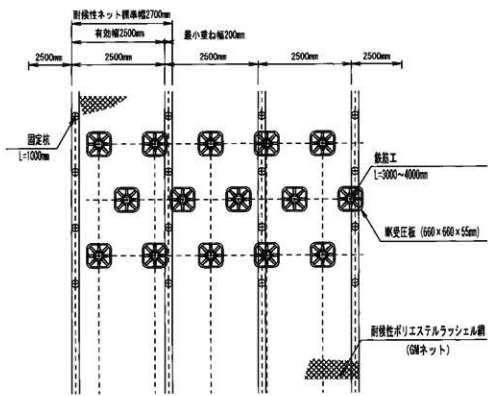 耐候性ネット標準幅2700mm
有効幅2500mm
最小重ね幅200mm
2500mm
2500mm
2500mm
2500mm
2500mm
固定杭
L=1000mm
鉄筋工
L=3000～4000mm
MK受圧板 (660×660×55mm)
耐候性ポリエステルラッシェル網
(GMネット)